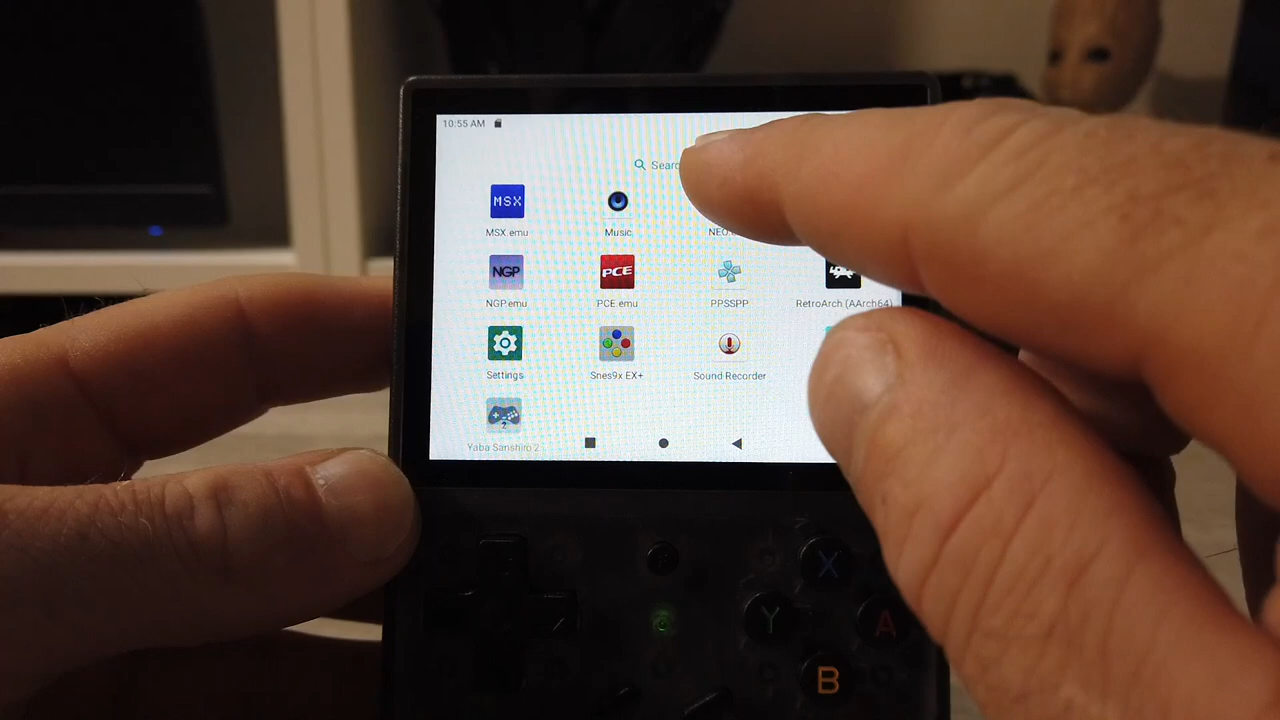 10:55 AM
Searc
MSX
MSX.emu
Music
NEO.
NGP
PCE
NGP.emu
PCE.emu
PPSSPP
RetroArch (AArch64)
Settings
Snes9x EX+
Sound Recorder
2
Yaba Sanshiro 2
X
Y
A
B